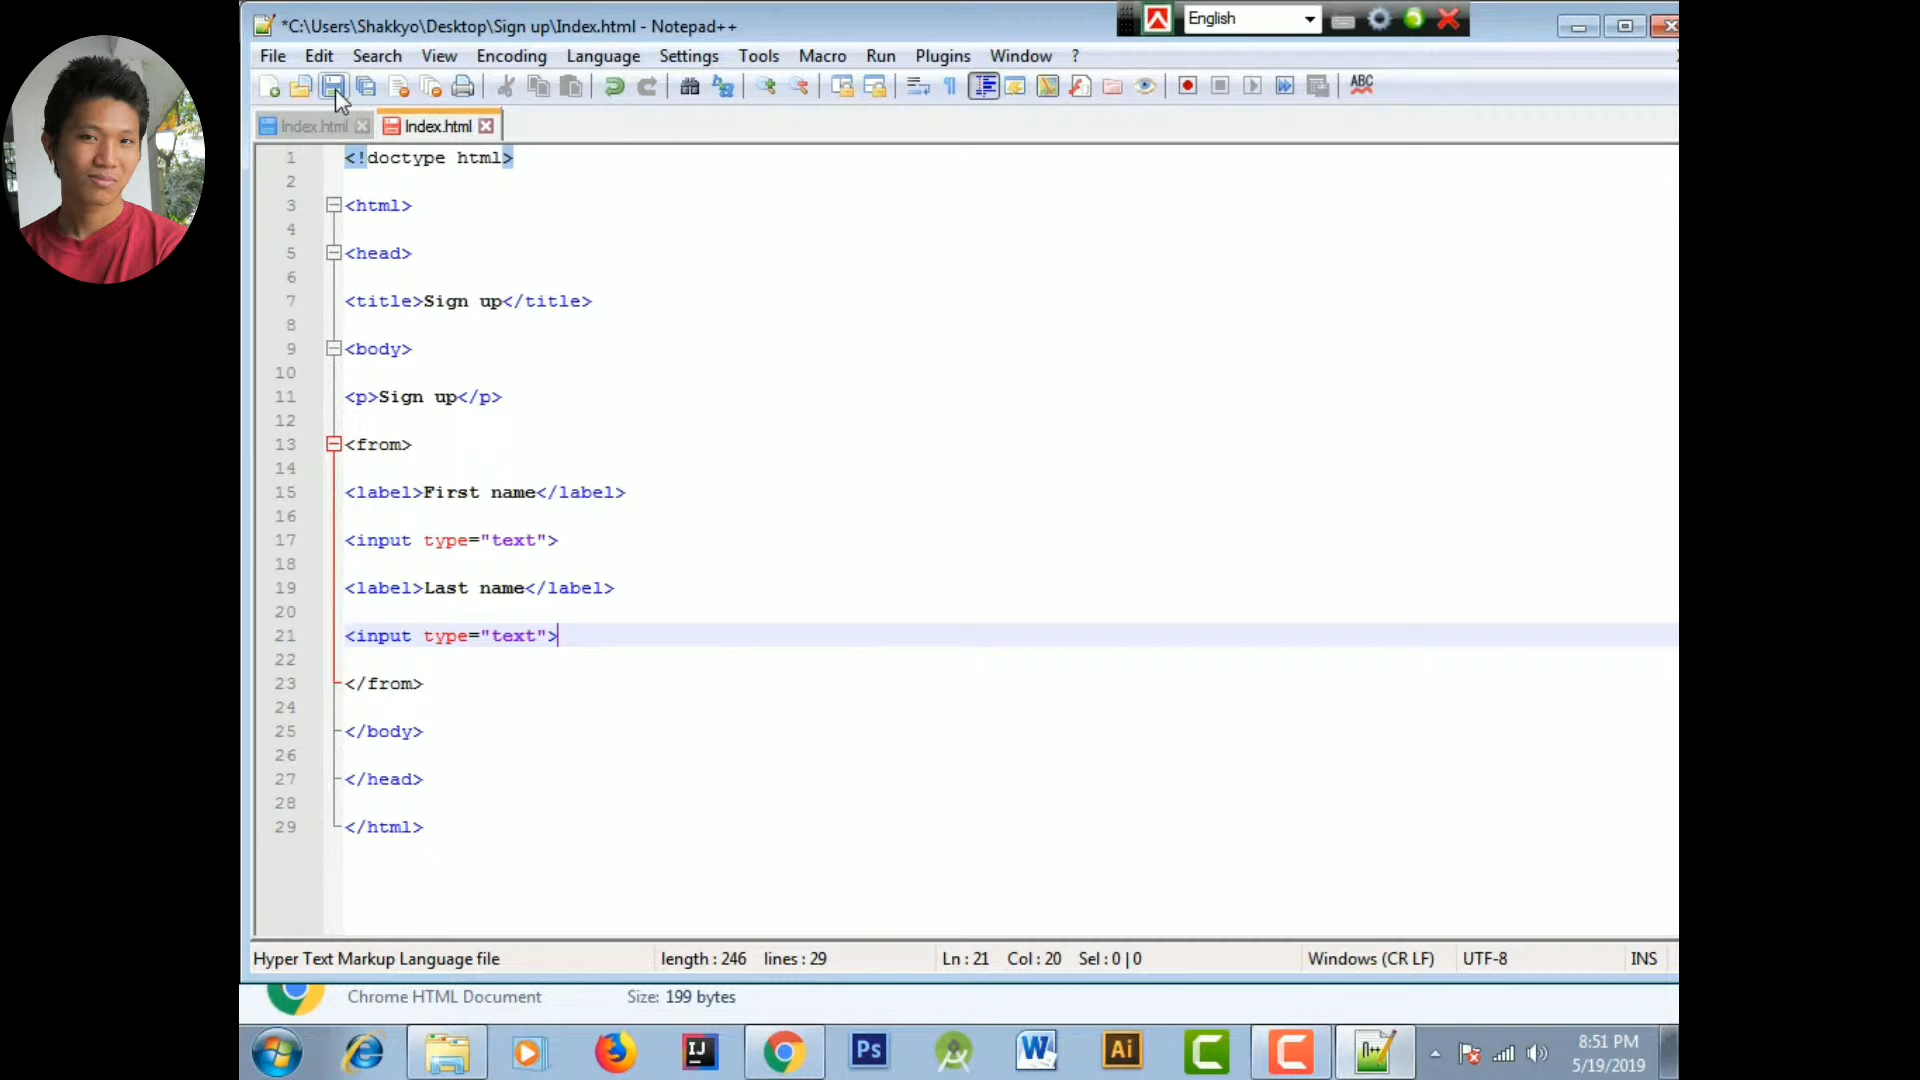 *C:\Users\Shakkyo\Desktop\Sign up\Index.html - Notepad++
English
File Edit Search View Encoding Language Settings Tools Macro Run Plugins Window ?
ABC
Index.html Index.html
1 <!doctype html>
2
3 <html>
4
5 <head>
6
7 <title>Sign up</title>
8
9 <body>
10
11 <p>Sign up</p>
12
13 <from>
14
15 <label>First name</label>
16
17 <input type="text">
18
19 <label>Last name</label>
20
21 <input type="text">
22
23 </from>
24
25 </body>
26
27 </head>
28
29 </html>
Hyper Text Markup Language file length : 246 lines : 29 Ln : 21 Col : 20 Sel : 0 | 0 Windows (CR LF) UTF-8 INS
Chrome HTML Document Size: 199 bytes
IJ Ps W Ai n++
8:51 PM
5/19/2019